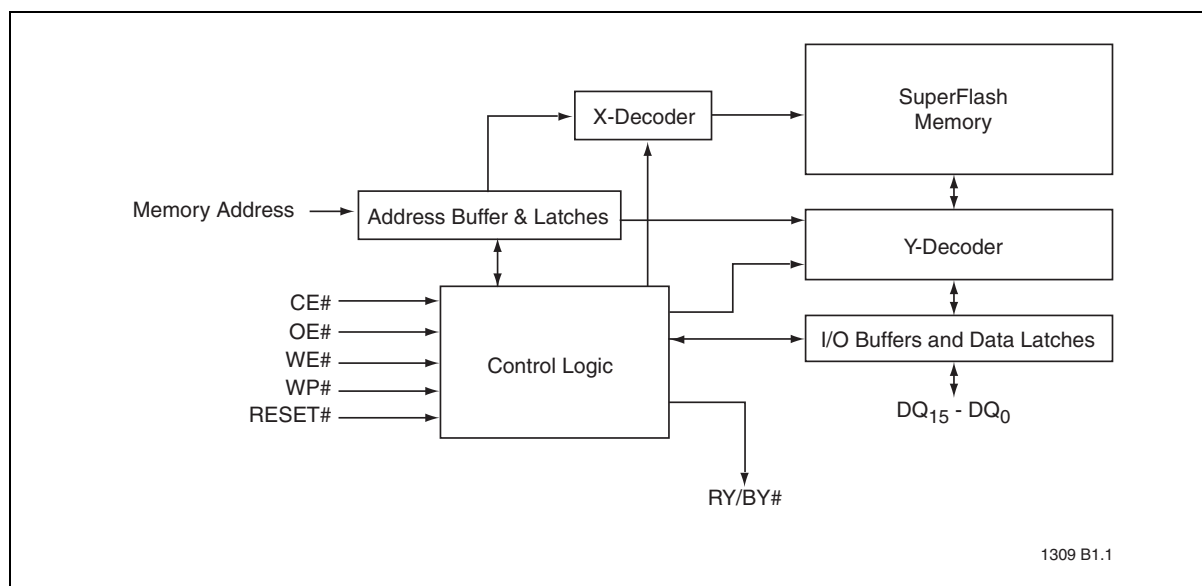 SuperFlash
Memory
X-Decoder
Memory Address
Address Buffer & Latches
Y-Decoder
CE#
OE#
WE#
WP#
RESET#
Control Logic
I/O Buffers and Data Latches
DQ15 - DQ0
RY/BY#
1309 B1.1